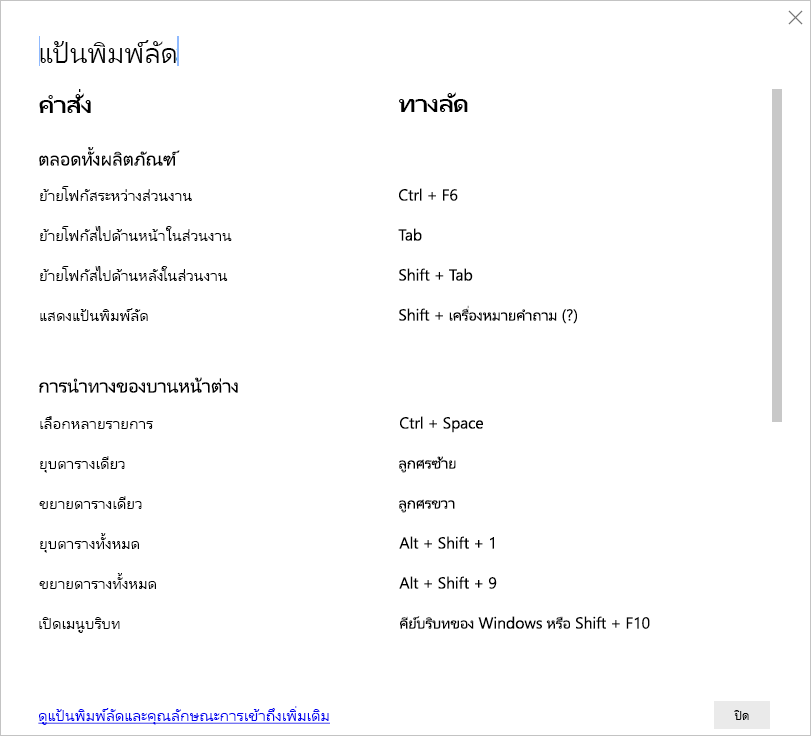 แป้นพิมพ์ลัด
คำสั่ง ทางลัด
ตลอดทั้งผลิตภัณฑ์
ย้ายโฟกัสระหว่างส่วนงาน Ctrl + F6
ย้ายโฟกัสไปด้านหน้าในส่วนงาน Tab
ย้ายโฟกัสไปด้านหลังในส่วนงาน Shift + Tab
แสดงแป้นพิมพ์ลัด Shift + เครื่องหมายคำถาม (?)
การนำทางของบานหน้าต่าง
เลือกหลายรายการ Ctrl + Space
ยุบตารางเดียว ลูกศรซ้าย
ขยายตารางเดียว ลูกศรขวา
ยุบตารางทั้งหมด Alt + Shift + 1
ขยายตารางทั้งหมด Alt + Shift + 9
เปิดเมนูบริบท คีย์บริบทของ Windows หรือ Shift + F10
ดูแป้นพิมพ์ลัดและคุณลักษณะการเข้าถึงเพิ่มเติม ปิด